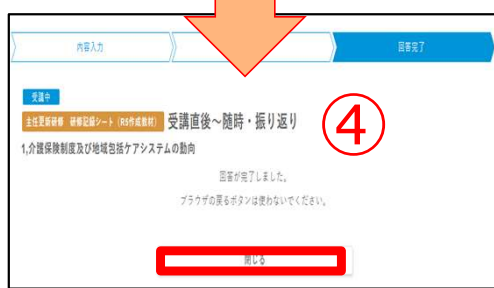 内容入力
回答完了
受講中
主任更新研修 研修記録シート（R5作成教材） 受講直後～随時・振り返り
④
1,介護保険制度及び地域包括ケアシステムの動向
回答が完了しました。
ブラウザの戻るボタンは使わないでください。
閉じる